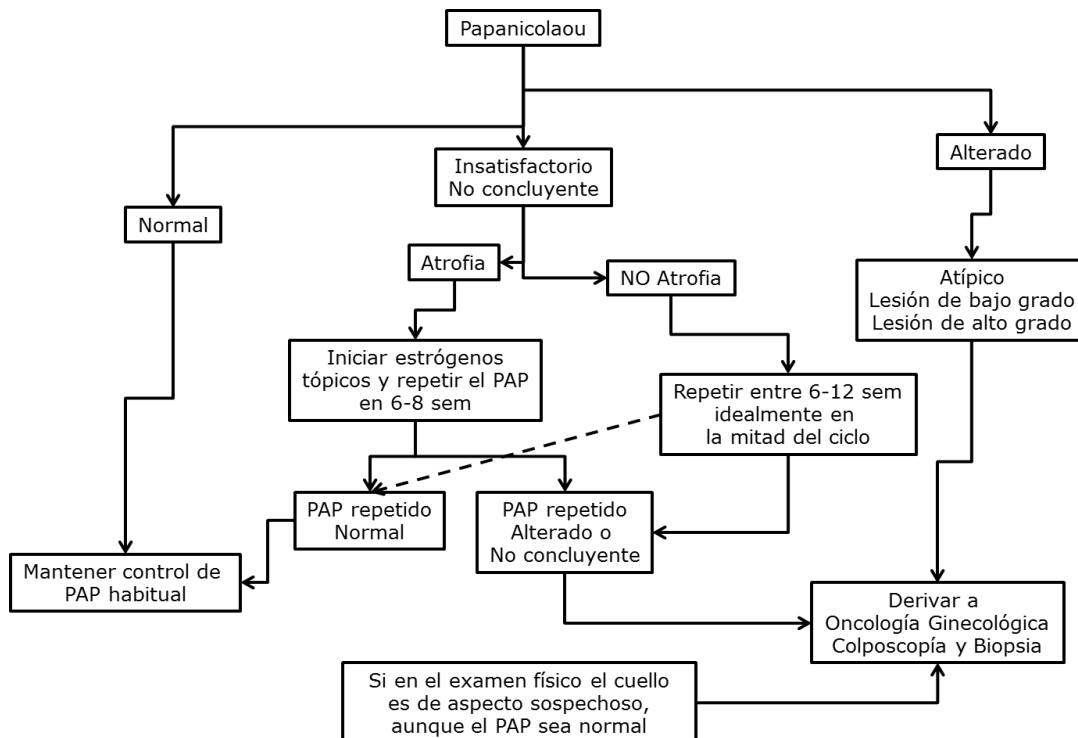 Papanicolaou
Insatisfactorio
No concluyente
Alterado
Normal
Atrofia
NO Atrofia
Atípico
Lesión de bajo grado
Lesión de alto grado
Iniciar estrógenos
tópicos y repetir el PAP
en 6-8 sem
Repetir entre 6-12 sem
idealmente en
la mitad del ciclo
PAP repetido
Normal
PAP repetido
Alterado o
No concluyente
Mantener control de
PAP habitual
Derivar a
Oncología Ginecológica
Colposcopía y Biopsia
Si en el examen físico el cuello
es de aspecto sospechoso,
aunque el PAP sea normal